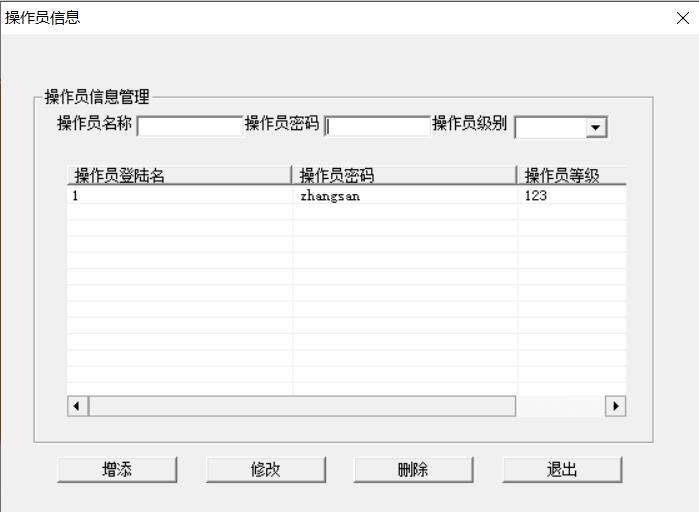 操作员信息
操作员信息管理
操作员名称 操作员密码 操作员级别
操作员登陆名 操作员密码 操作员等级
1 zhangsan 123
增添 修改 删除 退出